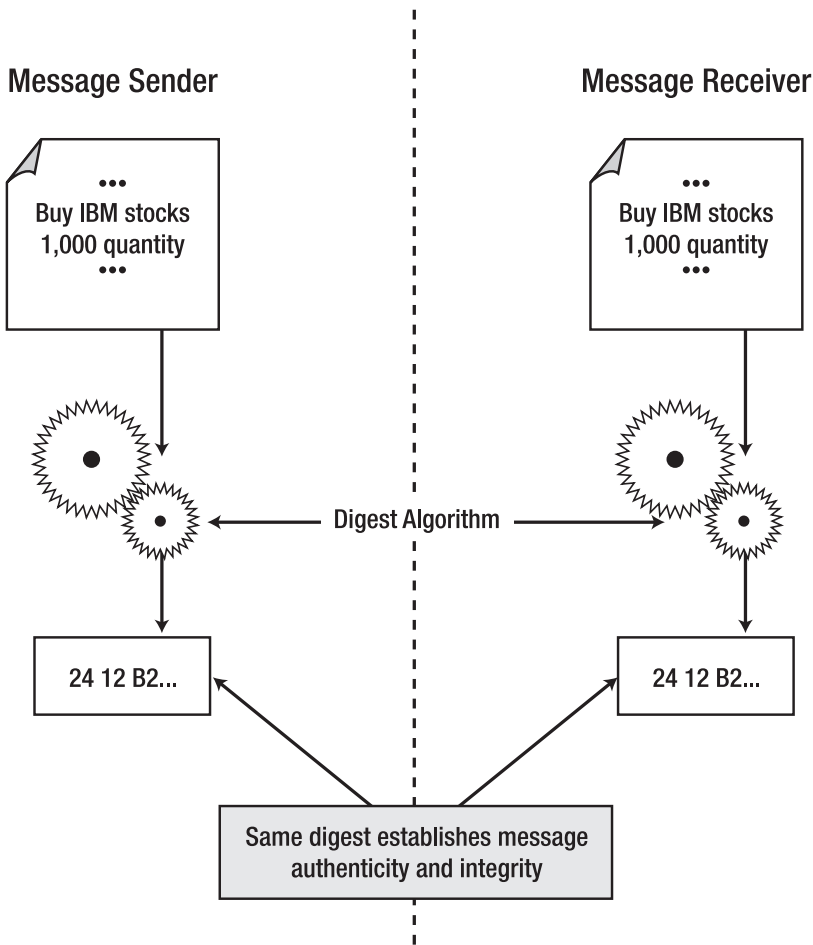 Message Sender
Message Receiver
•••
Buy IBM stocks
1,000 quantity
•••
•••
Buy IBM stocks
1,000 quantity
•••
Digest Algorithm
24 12 B2...
24 12 B2...
Same digest establishes message
authenticity and integrity